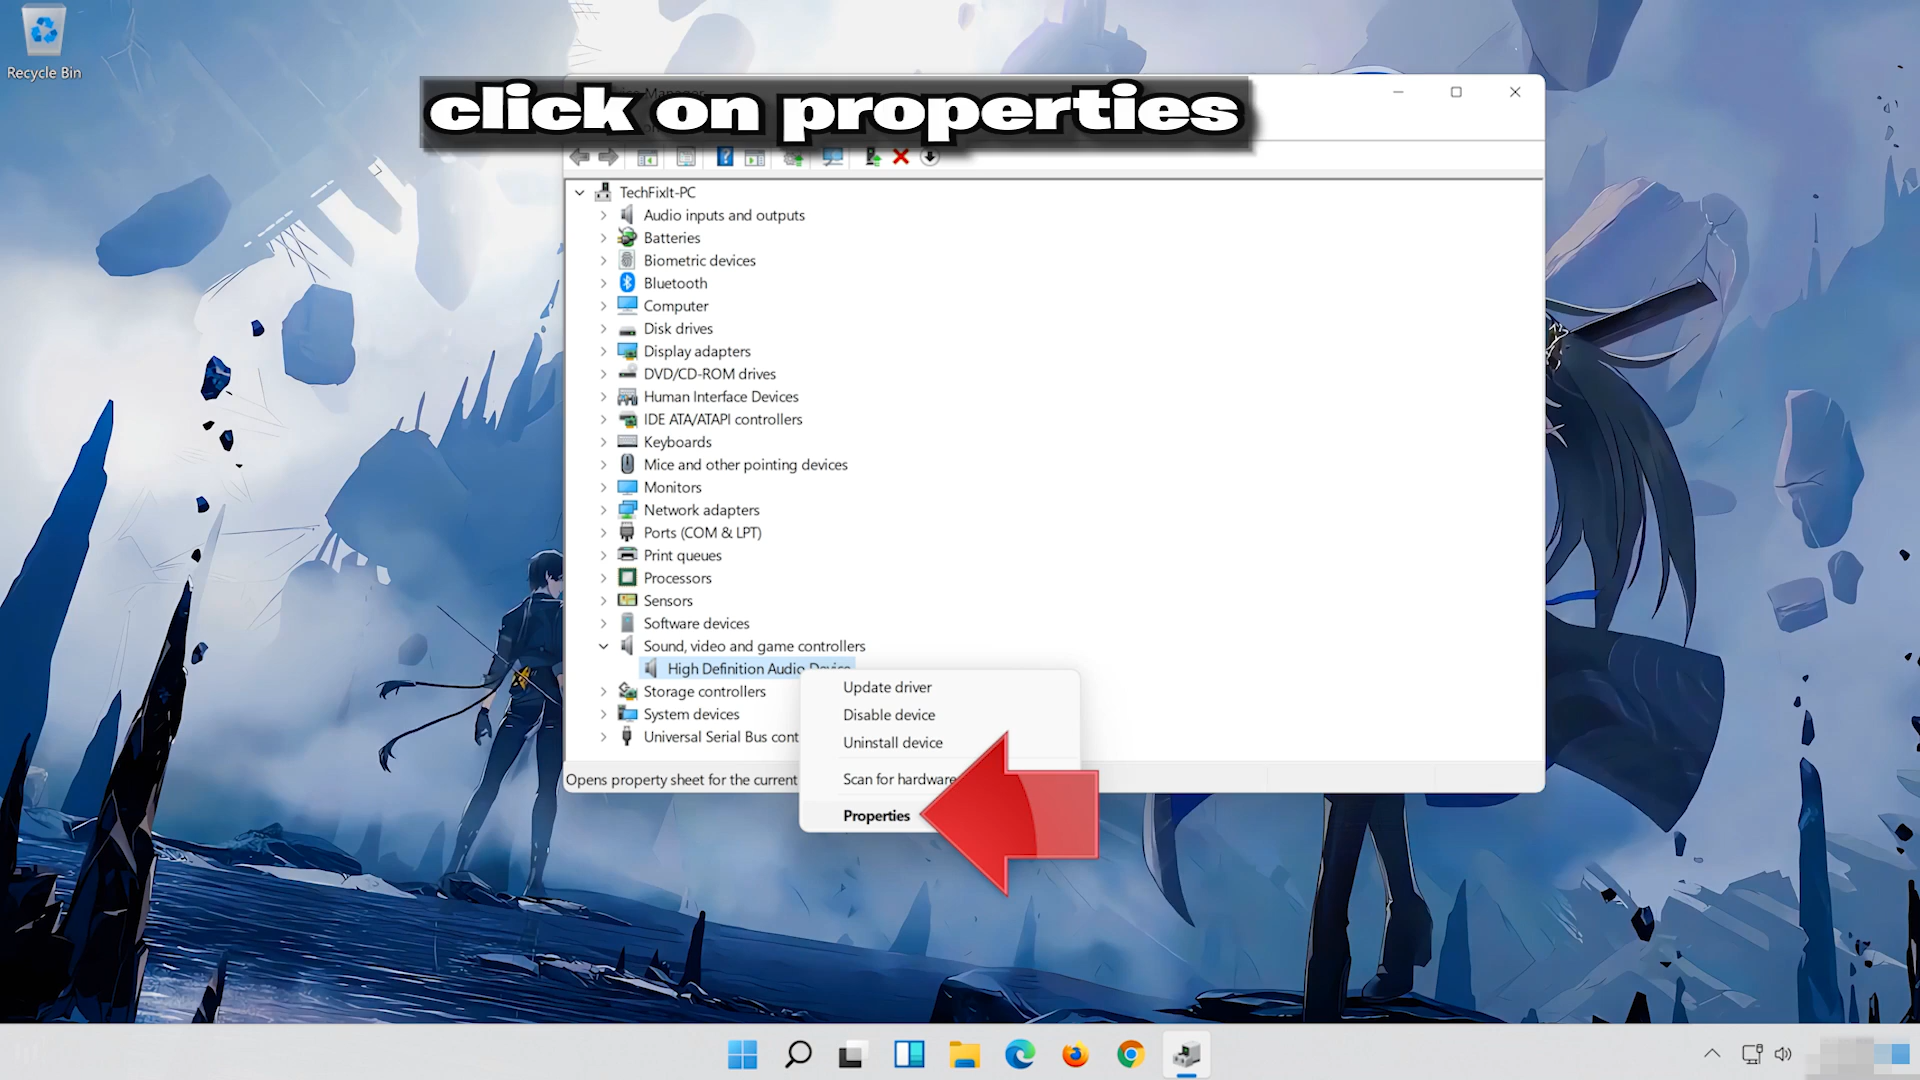 Recycle Bin
click on properties
TechFixIt-PC
Audio inputs and outputs
Batteries
Biometric devices
Bluetooth
Computer
Disk drives
Display adapters
DVD/CD-ROM drives
Human Interface Devices
IDE ATA/ATAPI controllers
Keyboards
Mice and other pointing devices
Monitors
Network adapters
Ports (COM & LPT)
Print queues
Processors
Sensors
Software devices
Sound, video and game controllers
High Definition Audio Device
Storage controllers
System devices
Universal Serial Bus cont
Update driver
Disable device
Uninstall device
Scan for hardware
Properties
Opens property sheet for the current